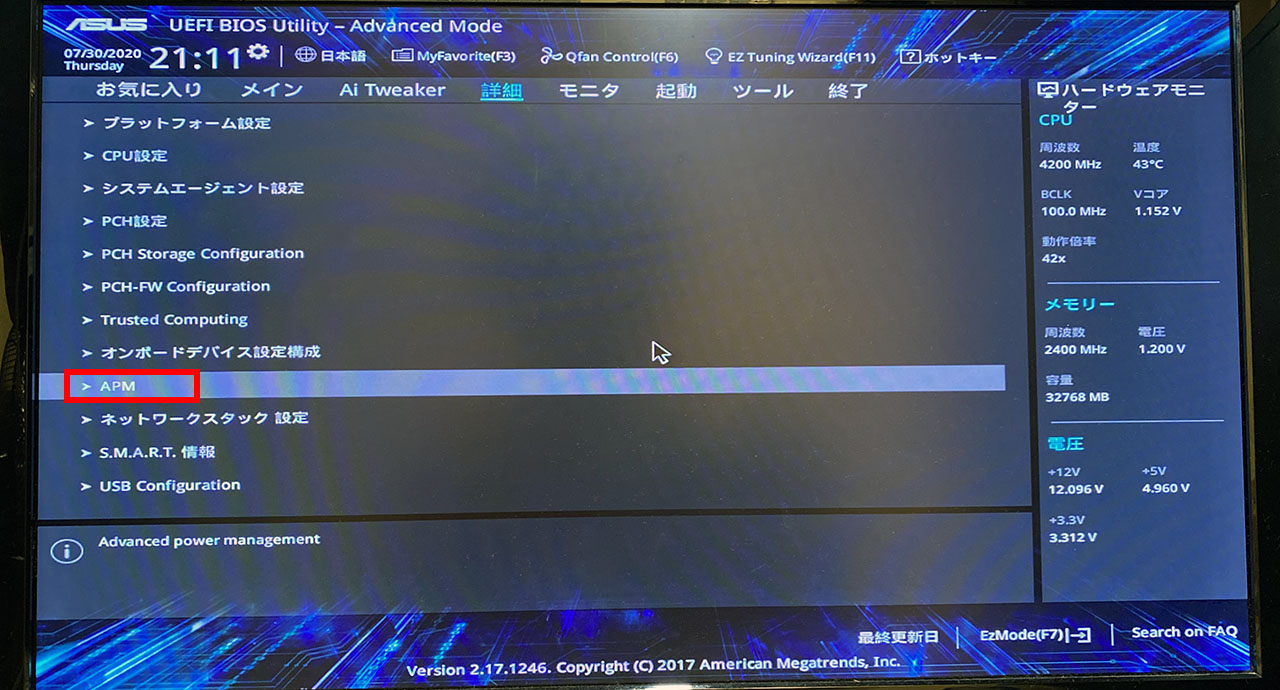 ASUS UEFI BIOS Utility – Advanced Mode
07/30/2020 Thursday 21:11 日本語 MyFavorite(F3) Qfan Control(F6) EZ Tuning Wizard(F11) ? ホットキー
お気に入り メイン Ai Tweaker 詳細 モニタ 起動 ツール 終了
> プラットフォーム設定
> CPU設定
> システムエージェント設定
> PCH設定
> PCH Storage Configuration
> PCH-FW Configuration
> Trusted Computing
> オンボードデバイス設定構成
> APM
> ネットワークスタック 設定
> S.M.A.R.T. 情報
> USB Configuration
i Advanced power management
ハードウェアモニター
CPU
周波数 温度
4200 MHz 43°C
BCLK Vコア
100.0 MHz 1.152 V
動作倍率
42x
メモリー
周波数 電圧
2400 MHz 1.200 V
容量
32768 MB
電圧
+12V +5V
12.096 V 4.960 V
+3.3V
3.312 V
最終更新日 EzMode(F7) Search on FAQ
Version 2.17.1246. Copyright (C) 2017 American Megatrends, Inc.